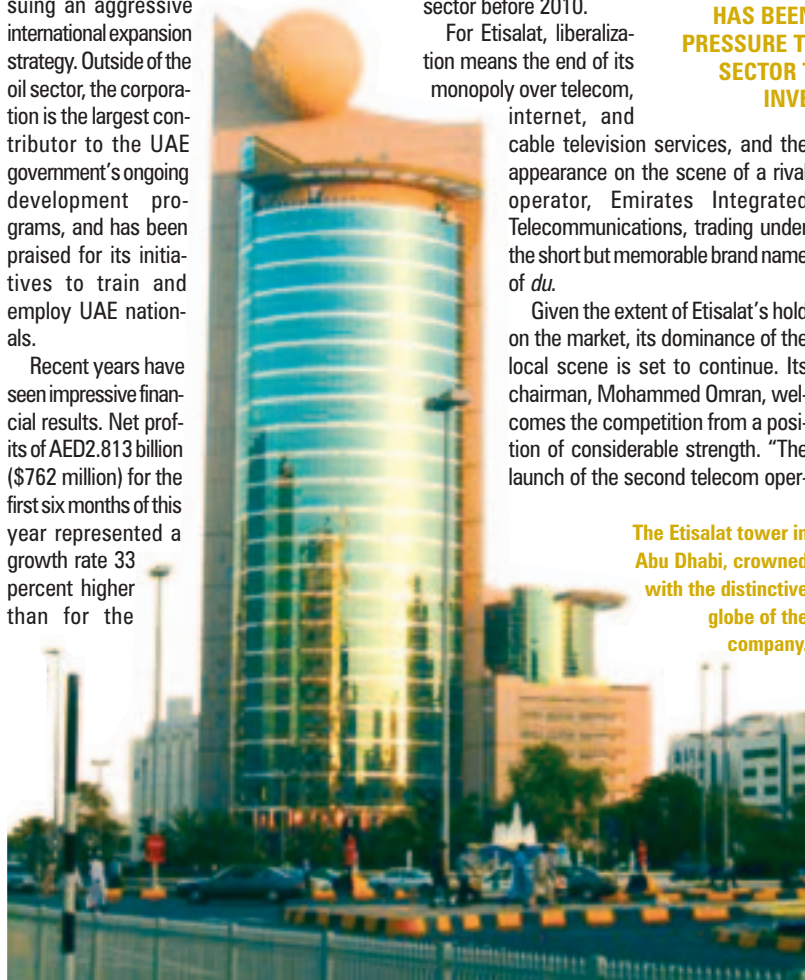 suing an aggressive
international expansion
strategy. Outside of the
oil sector, the corpora-
tion is the largest con-
tributor to the UAE
government's ongoing
development pro-
grams, and has been
praised for its initia-
tives to train and
employ UAE nation-
als.
Recent years have
seen impressive finan-
cial results. Net prof-
its of AED2.813 billion
($762 million) for the
first six months of this
year represented a
growth rate 33
percent higher
than for the
sector before 2010.
For Etisalat, liberaliza-
tion means the end of its
monopoly over telecom,
internet, and
cable television services, and the
appearance on the scene of a rival
operator, Emirates Integrated
Telecommunications, trading under
the short but memorable brand name
of du.
Given the extent of Etisalat's hold
on the market, its dominance of the
local scene is set to continue. Its
chairman, Mohammed Omran, wel-
comes the competition from a posi-
tion of considerable strength. “The
launch of the second telecom oper-
HAS BEEN
PRESSURE T
SECTOR T
INVE
The Etisalat tower in
Abu Dhabi, crowned
with the distinctive
globe of the
company.